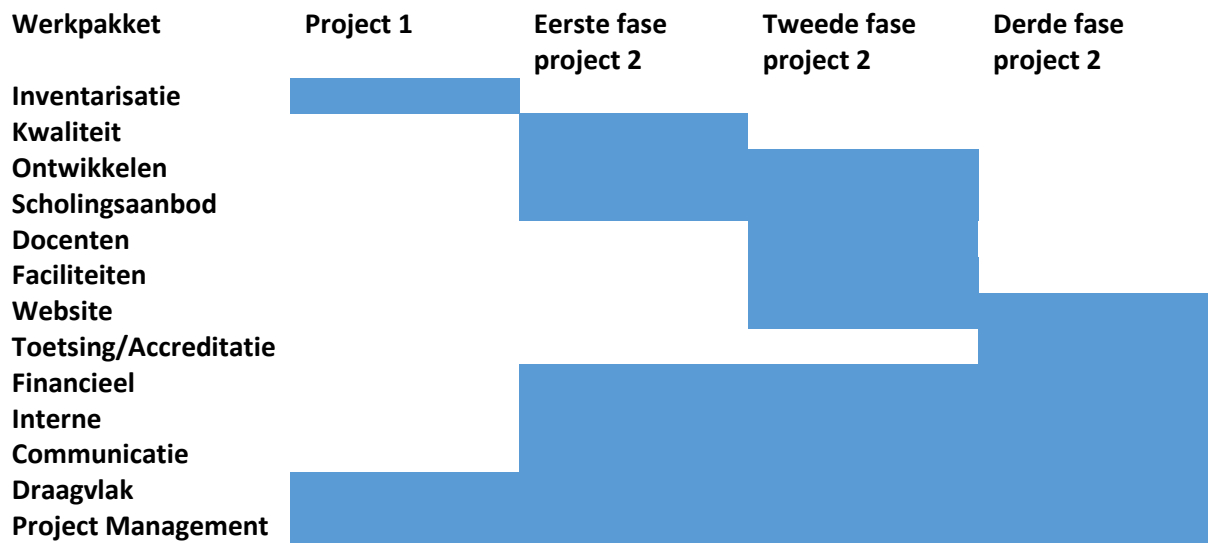 Werkpakket Project 1 Eerste fase project 2 Tweede fase project 2 Derde fase project 2
Inventarisatie
Kwaliteit
Ontwikkelen
Scholingsaanbod
Docenten
Faciliteiten
Website
Toetsing/Accreditatie
Financieel
Interne
Communicatie
Draagvlak
Project Management